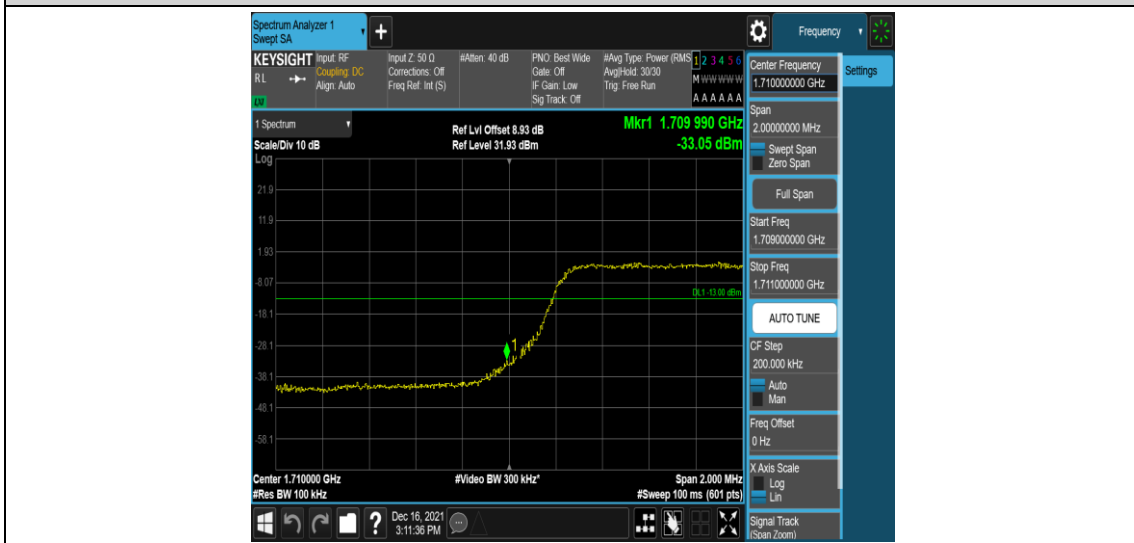 Spectrum Analyzer 1
Swept SA
+
Frequency
KEYSIGHT
RL
Input: RF
Coupling: DC
Align: Auto
Input Z: 50 Ω
Corrections: Off
Freq Ref: Int (S)
#Atten: 40 dB
PNO: Best Wide
Gate: Off
IF Gain: Low
Sig Track: Off
#Avg Type: Power (RMS
Avg|Hold: 30/30
Trig: Free Run
1 2 3 4 5 6
M W W W W W
A A A A A A
LXI
1 Spectrum
Scale/Div 10 dB
Ref Lvl Offset 8.93 dB
Ref Level 31.93 dBm
Mkr1 1.709 990 GHz
-33.05 dBm
Log
21.9
11.9
1.93
-8.07
-18.1
-28.1
-38.1
-48.1
-58.1
DL1 -13.00 dBm
1
Center 1.710000 GHz
#Video BW 300 kHz*
Span 2.000 MHz
#Res BW 100 kHz
#Sweep 100 ms (601 pts)
Center Frequency
1.710000000 GHz
Settings
Span
2.00000000 MHz
Swept Span
Zero Span
Full Span
Start Freq
1.709000000 GHz
Stop Freq
1.711000000 GHz
AUTO TUNE
CF Step
200.000 kHz
Auto
Man
Freq Offset
0 Hz
X Axis Scale
Log
Lin
Signal Track
(Span Zoom)
?
Dec 16, 2021
3:11:36 PM